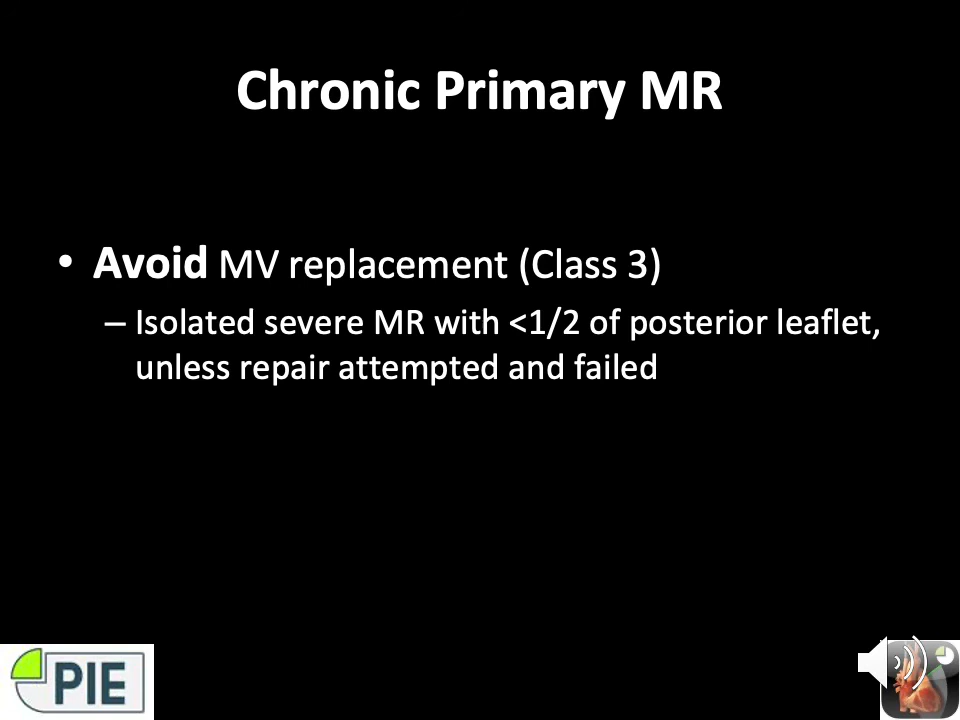 Chronic Primary MR
• Avoid MV replacement (Class 3)
– Isolated severe MR with <1/2 of posterior leaflet,
unless repair attempted and failed
PIE